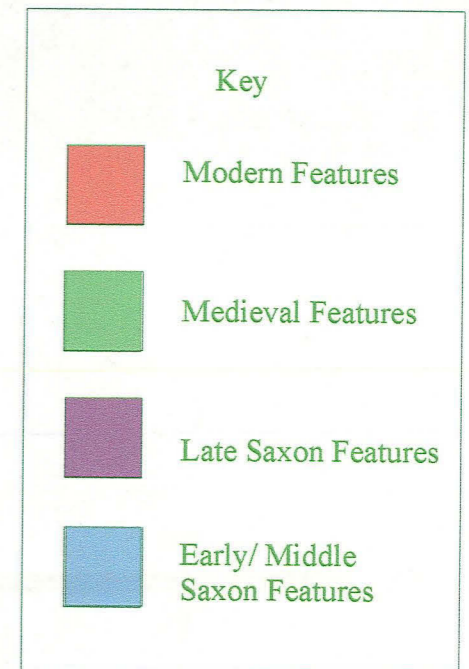 Key
Modern Features
Medieval Features
Late Saxon Features
Early/ Middle
Saxon Features